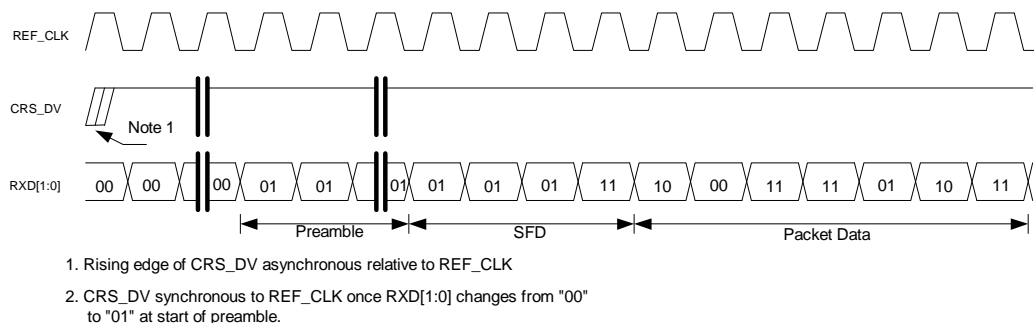 REF_CLK
CRS_DV
Note 1
RXD[1:0]
00 00 00 01 01 01 01 01 01 11 10 00 11 11 01 10 11
Preamble SFD Packet Data
1. Rising edge of CRS_DV asynchronous relative to REF_CLK
2. CRS_DV synchronous to REF_CLK once RXD[1:0] changes from "00"
to "01" at start of preamble.